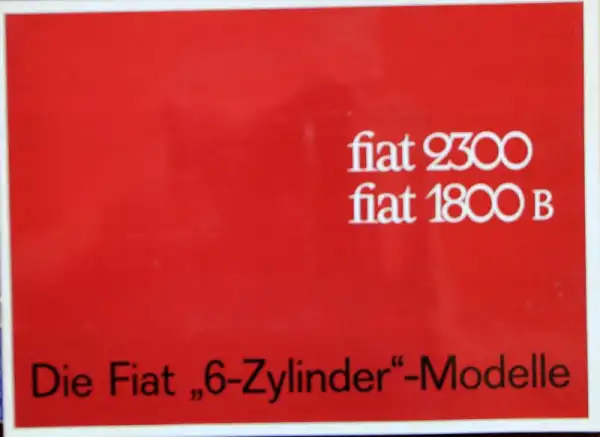 fiat 2300
fiat 1800 B
Die Fiat „6-Zylinder“-Modelle